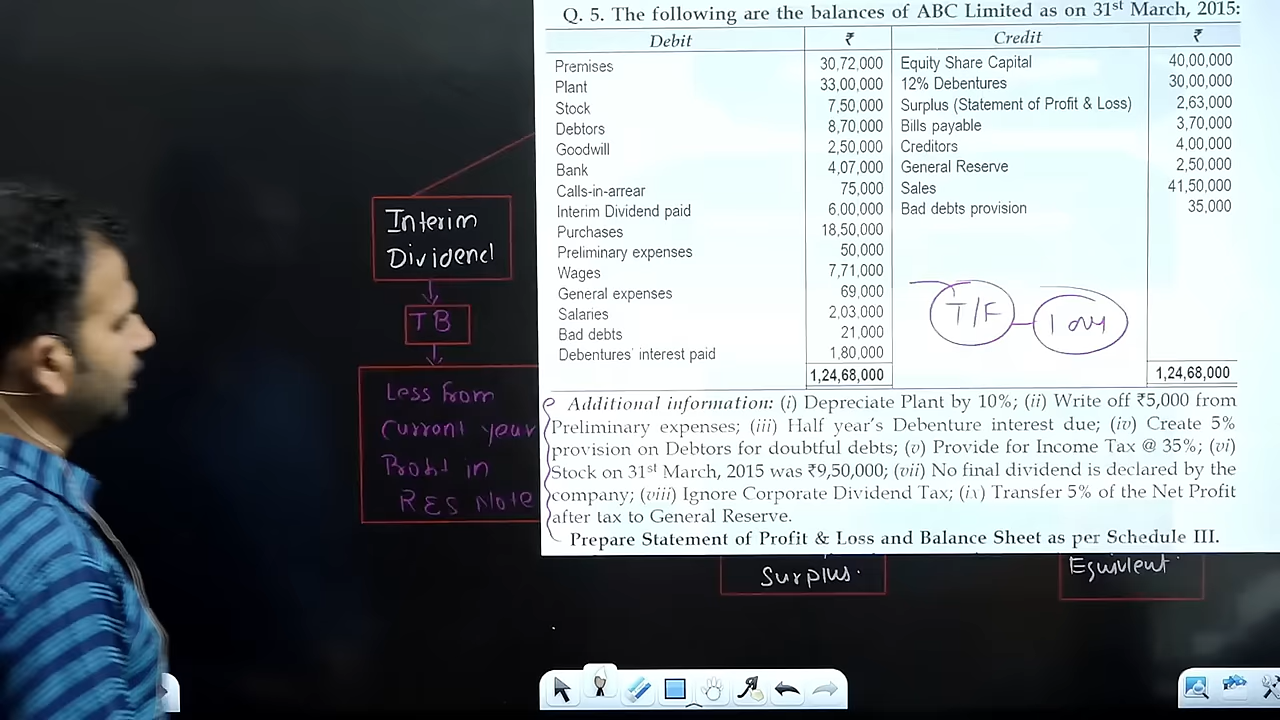 Q. 5. The following are the balances of ABC Limited as on 31st March, 2015:
Debit ₹ Credit ₹
Premises 30,72,000 Equity Share Capital 40,00,000
Plant 33,00,000 12% Debentures 30,00,000
Stock 7,50,000 Surplus (Statement of Profit & Loss) 2,63,000
Debtors 8,70,000 Bills payable 3,70,000
Goodwill 2,50,000 Creditors 4,00,000
Bank 4,07,000 General Reserve 2,50,000
Calls-in-arrear 75,000 Sales 41,50,000
Interim Dividend paid 6,00,000 Bad debts provision 35,000
Purchases 18,50,000
Preliminary expenses 50,000
Wages 7,71,000
General expenses 69,000
Salaries 2,03,000
Bad debts 21,000
Debentures' interest paid 1,80,000
1,24,68,000 1,24,68,000
T/F
Additional information: (i) Depreciate Plant by 10%; (ii) Write off ₹5,000 from
Preliminary expenses; (iii) Half year's Debenture interest due; (iv) Create 5%
provision on Debtors for doubtful debts; (v) Provide for Income Tax @ 35%; (vi)
Stock on 31st March, 2015 was ₹9,50,000; (vii) No final dividend is declared by the
company; (viii) Ignore Corporate Dividend Tax; (ix) Transfer 5% of the Net Profit
after tax to General Reserve.
Prepare Statement of Profit & Loss and Balance Sheet as per Schedule III.
Interim
Dividend
TB
Less from
current year
Profit in
R&S Note
Surplus.